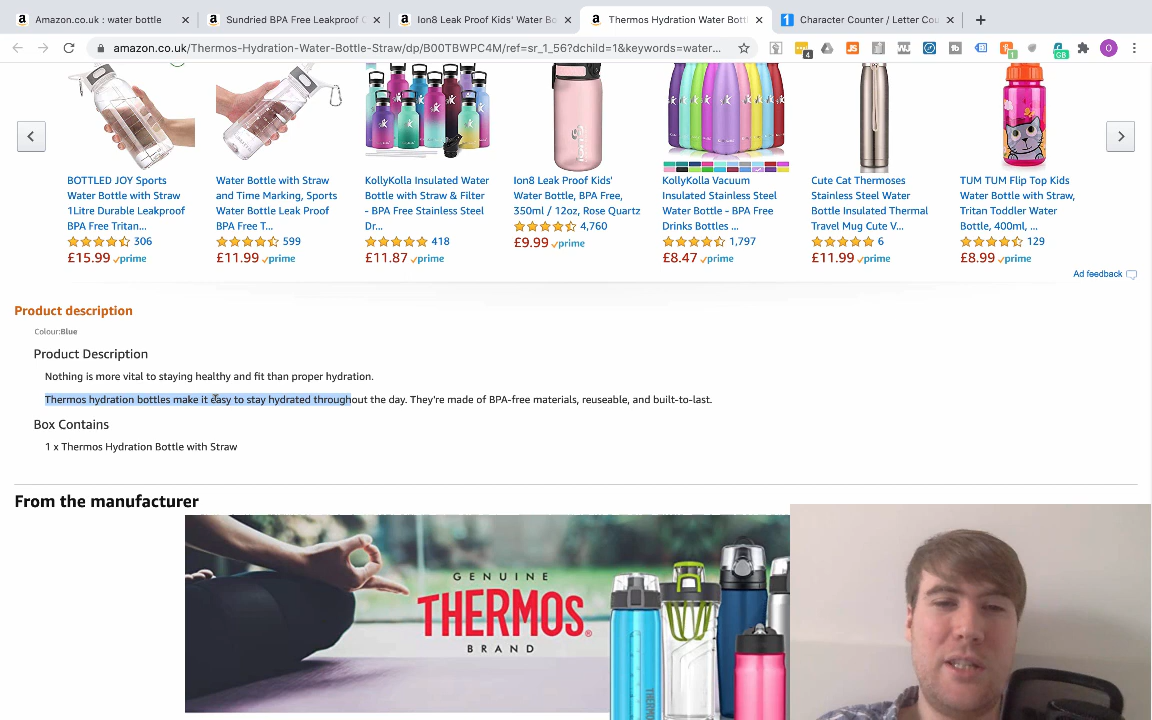 Amazon.co.uk : water bottle
Sundried BPA Free Leakproof
Ion8 Leak Proof Kids' Water Bo
Thermos Hydration Water Bottl
Character Counter / Letter Cou
amazon.co.uk/Thermos-Hydration-Water-Bottle-Straw/dp/B00TBWPC4M/ref=sr_1_56?dchild=1&keywords=water...
BOTTLED JOY Sports
Water Bottle with Straw
1Litre Durable Leakproof
BPA Free Tritan...
306
£15.99 prime
Water Bottle with Straw
and Time Marking, Sports
Water Bottle Leak Proof
BPA Free T...
599
£11.99 prime
KollyKolla Insulated Water
Bottle with Straw & Filter
- BPA Free Stainless Steel
Dr...
418
£11.87 prime
Ion8 Leak Proof Kids'
Water Bottle, BPA Free,
350ml / 12oz, Rose Quartz
4,760
£9.99 prime
KollyKolla Vacuum
Insulated Stainless Steel
Water Bottle - BPA Free
Drinks Bottles ...
1,797
£8.47 prime
Cute Cat Thermoses
Stainless Steel Water
Bottle Insulated Thermal
Travel Mug Cute V...
6
£11.99 prime
TUM TUM Flip Top Kids
Water Bottle with Straw,
Tritan Toddler Water
Bottle, 400ml, ...
129
£8.99 prime
Ad feedback
Product description
Colour:Blue
Product Description
Nothing is more vital to staying healthy and fit than proper hydration.
Thermos hydration bottles make it easy to stay hydrated throughout the day. They're made of BPA-free materials, reuseable, and built-to-last.
Box Contains
1 x Thermos Hydration Bottle with Straw
From the manufacturer
GENUINE
THERMOS®
BRAND